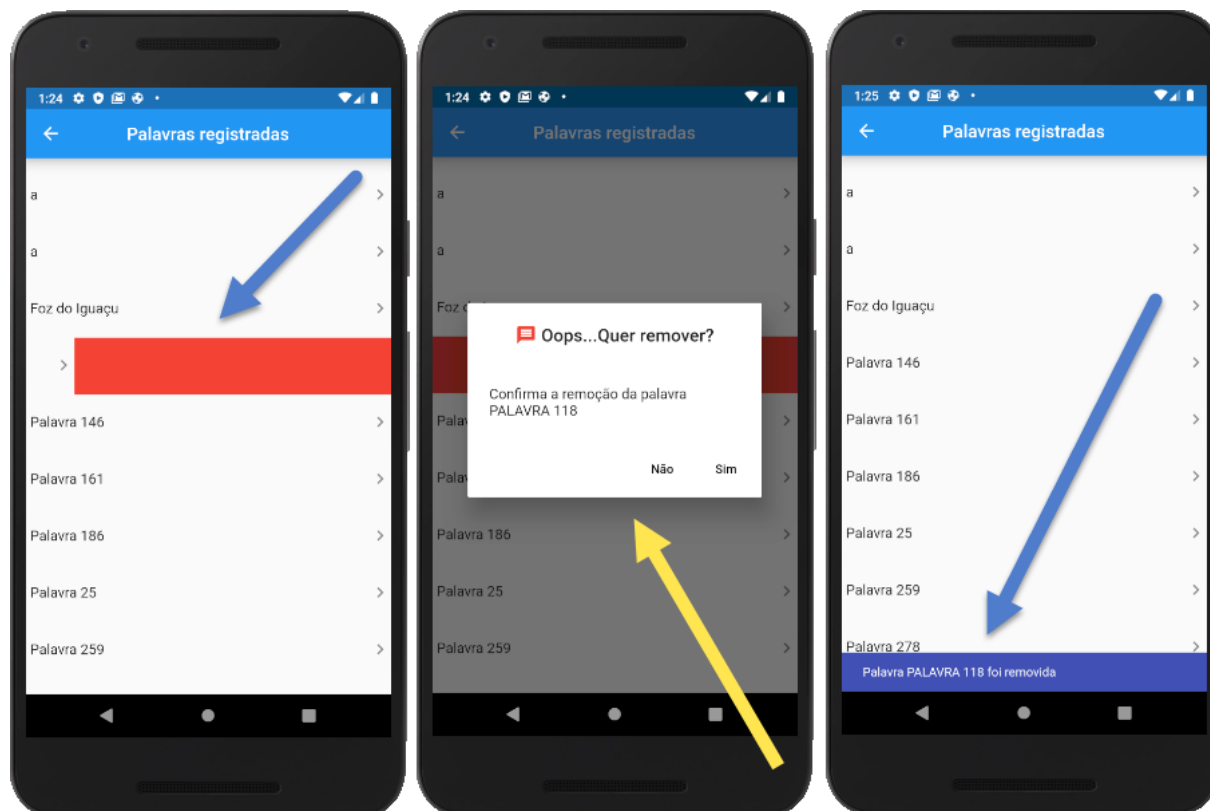 1:24
Palavras registradas
a
a
Foz do Iguaçu
Palavra 146
Palavra 161
Palavra 186
Palavra 25
Palavra 259
1:24
Palavras registradas
a
a
Foz d
Oops...Quer remover?
Confirma a remoção da palavra
PALAVRA 118
Não Sim
Palav
Palav
Palavra 186
Palavra 25
Palavra 259
1:25
Palavras registradas
a
a
Foz do Iguaçu
Palavra 146
Palavra 161
Palavra 186
Palavra 25
Palavra 259
Palavra 278
Palavra PALAVRA 118 foi removida